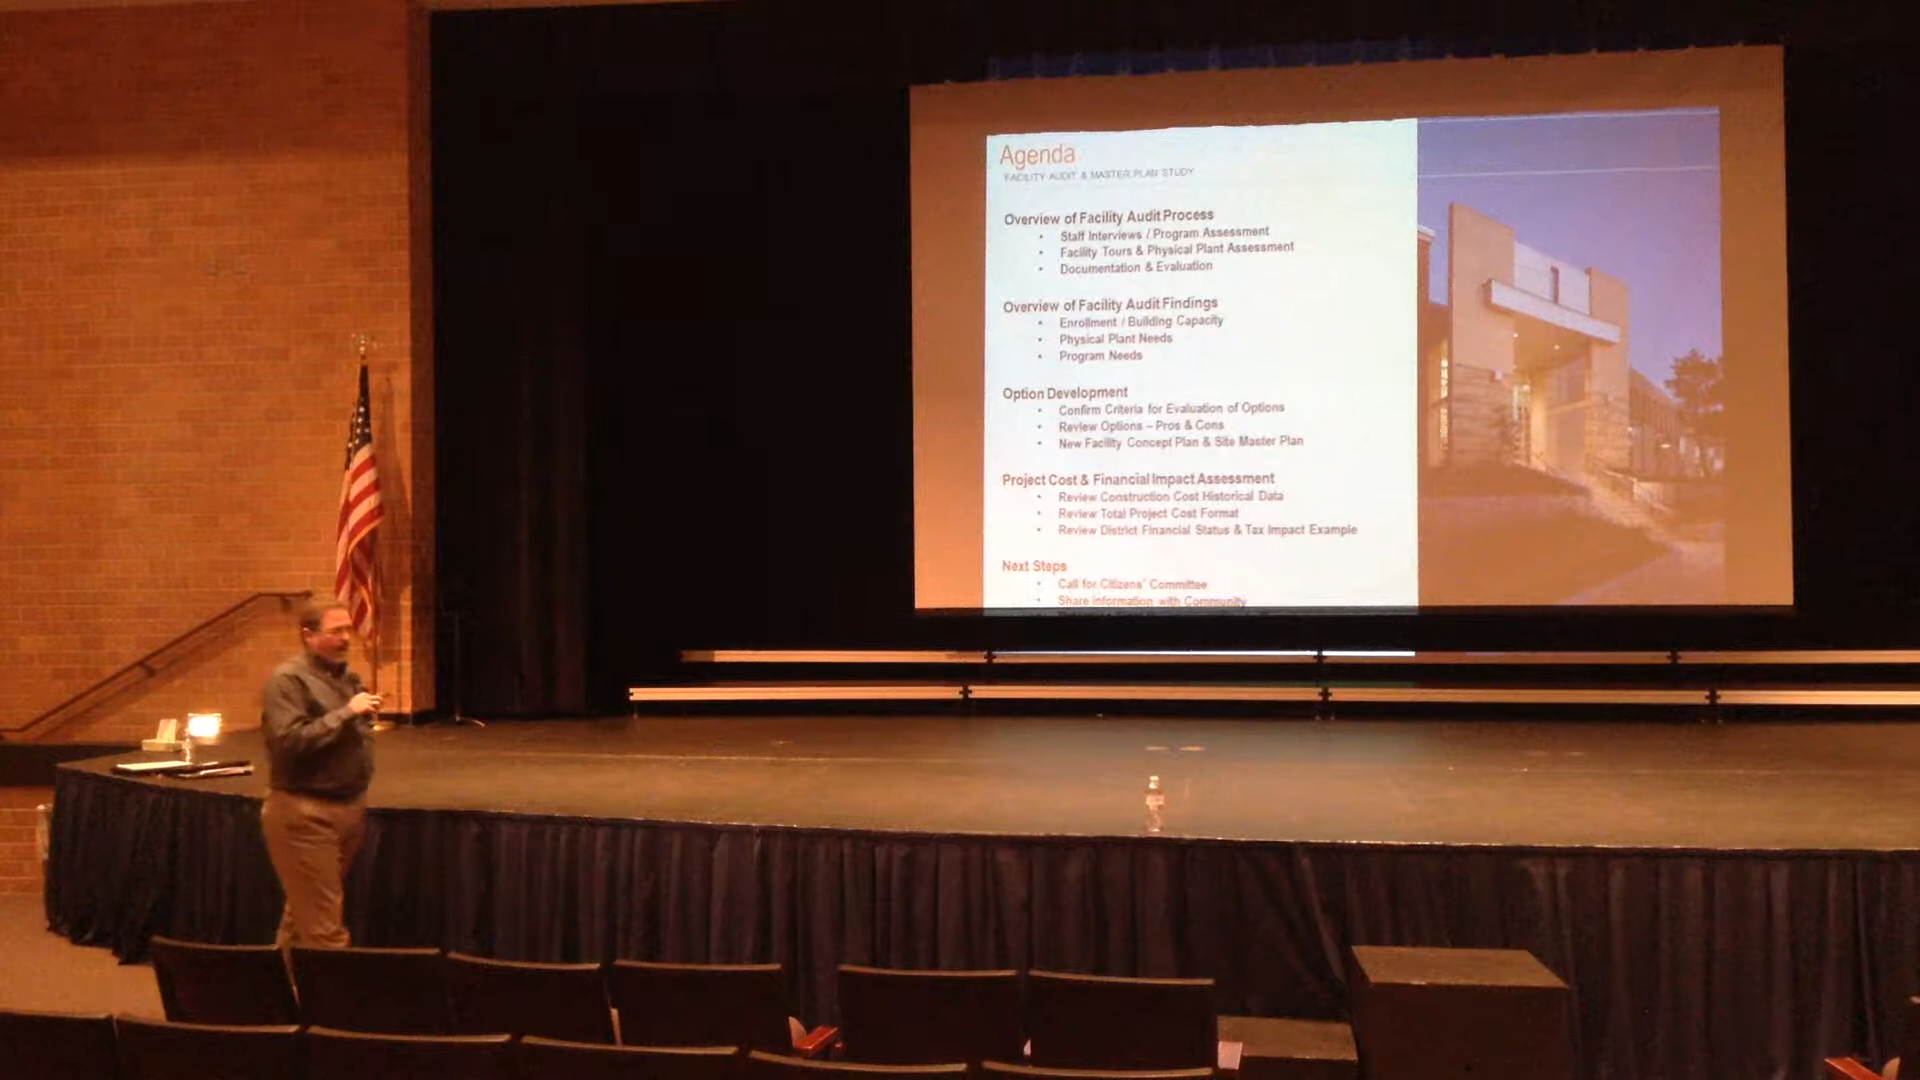 Agenda
FACILITY AUDIT & MASTER PLAN STUDY
Overview of Facility Audit Process
• Staff Interviews / Program Assessment
• Facility Tours & Physical Plant Assessment
• Documentation & Evaluation
Overview of Facility Audit Findings
• Enrollment / Building Capacity
• Physical Plant Needs
• Program Needs
Option Development
• Confirm Criteria for Evaluation of Options
• Review Options – Pros & Cons
• New Facility Concept Plan & Site Master Plan
Project Cost & Financial Impact Assessment
• Review Construction Cost Historical Data
• Review Total Project Cost Format
• Review District Financial Status & Tax Impact Example
Next Steps
• Call for Citizens' Committee
• Share information with Community